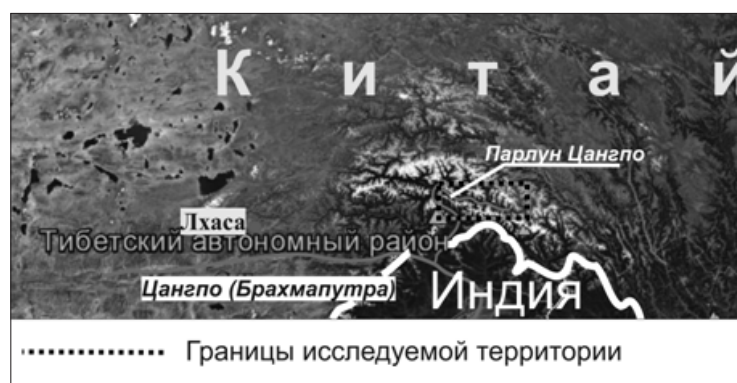 Китай
Парлун Цангпо
Лхаса
Тибетский автономный район
Цангпо (Брахмапутра)
Индия
Границы исследуемой территории